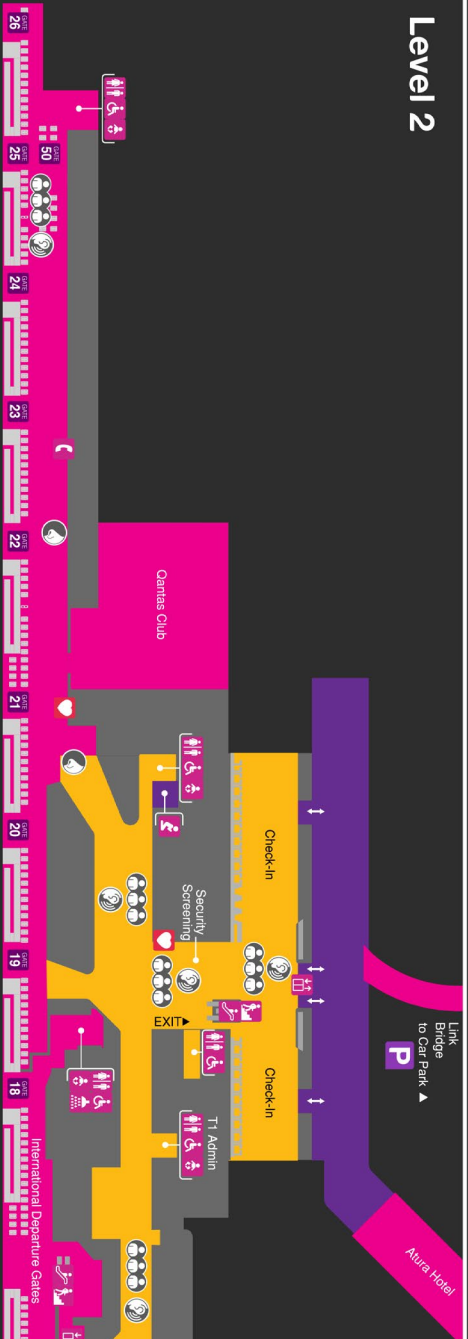 Level 2
Link
Bridge
to Car Park ▲
P
Atura Hotel
Check-In
Check-In
Qantas Club
Security
Screening
EXIT▶
T1 Admin
GATE
26
GATE
25
GATE
50
GATE
24
GATE
23
GATE
22
GATE
21
GATE
20
GATE
19
GATE
18
International Departure Gates